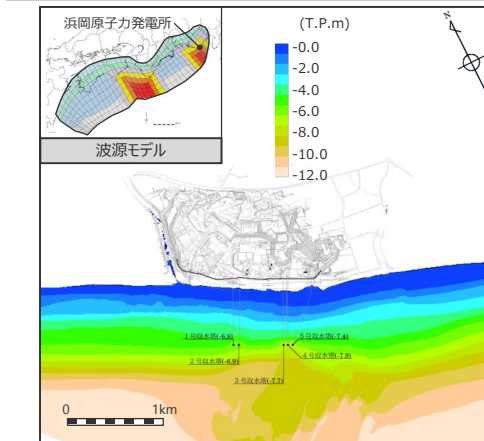 浜岡原子力発電所
波源モデル
(T.P.m)
-0.0
-2.0
-4.0
-6.0
-8.0
-10.0
-12.0
N
1号取水塔(-6.8)
2号取水塔(-6.9)
3号取水塔(-7.7)
5号取水塔(-7.4)
4号取水塔(-7.9)
0 1km